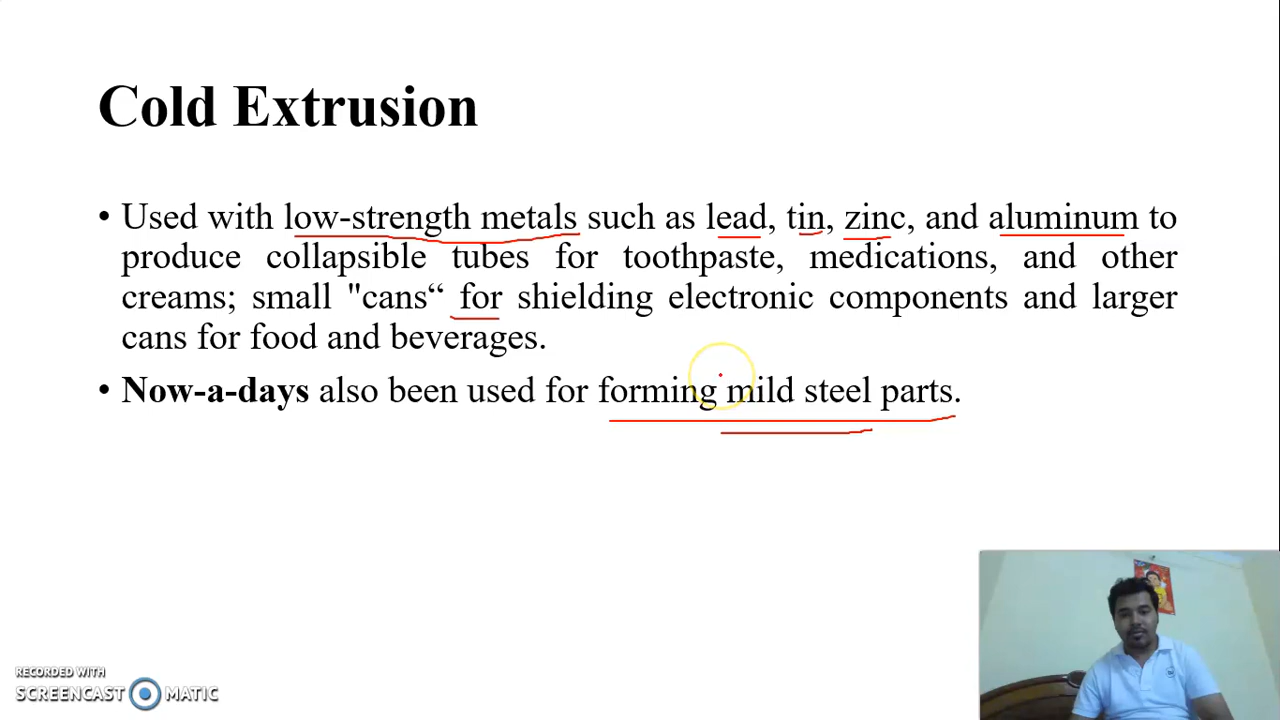 Cold Extrusion
• Used with low-strength metals such as lead, tin, zinc, and aluminum to
produce collapsible tubes for toothpaste, medications, and other
creams; small "cans“ for shielding electronic components and larger
cans for food and beverages.
• Now-a-days also been used for forming mild steel parts.
RECORDED WITH
SCREENCAST MATIC